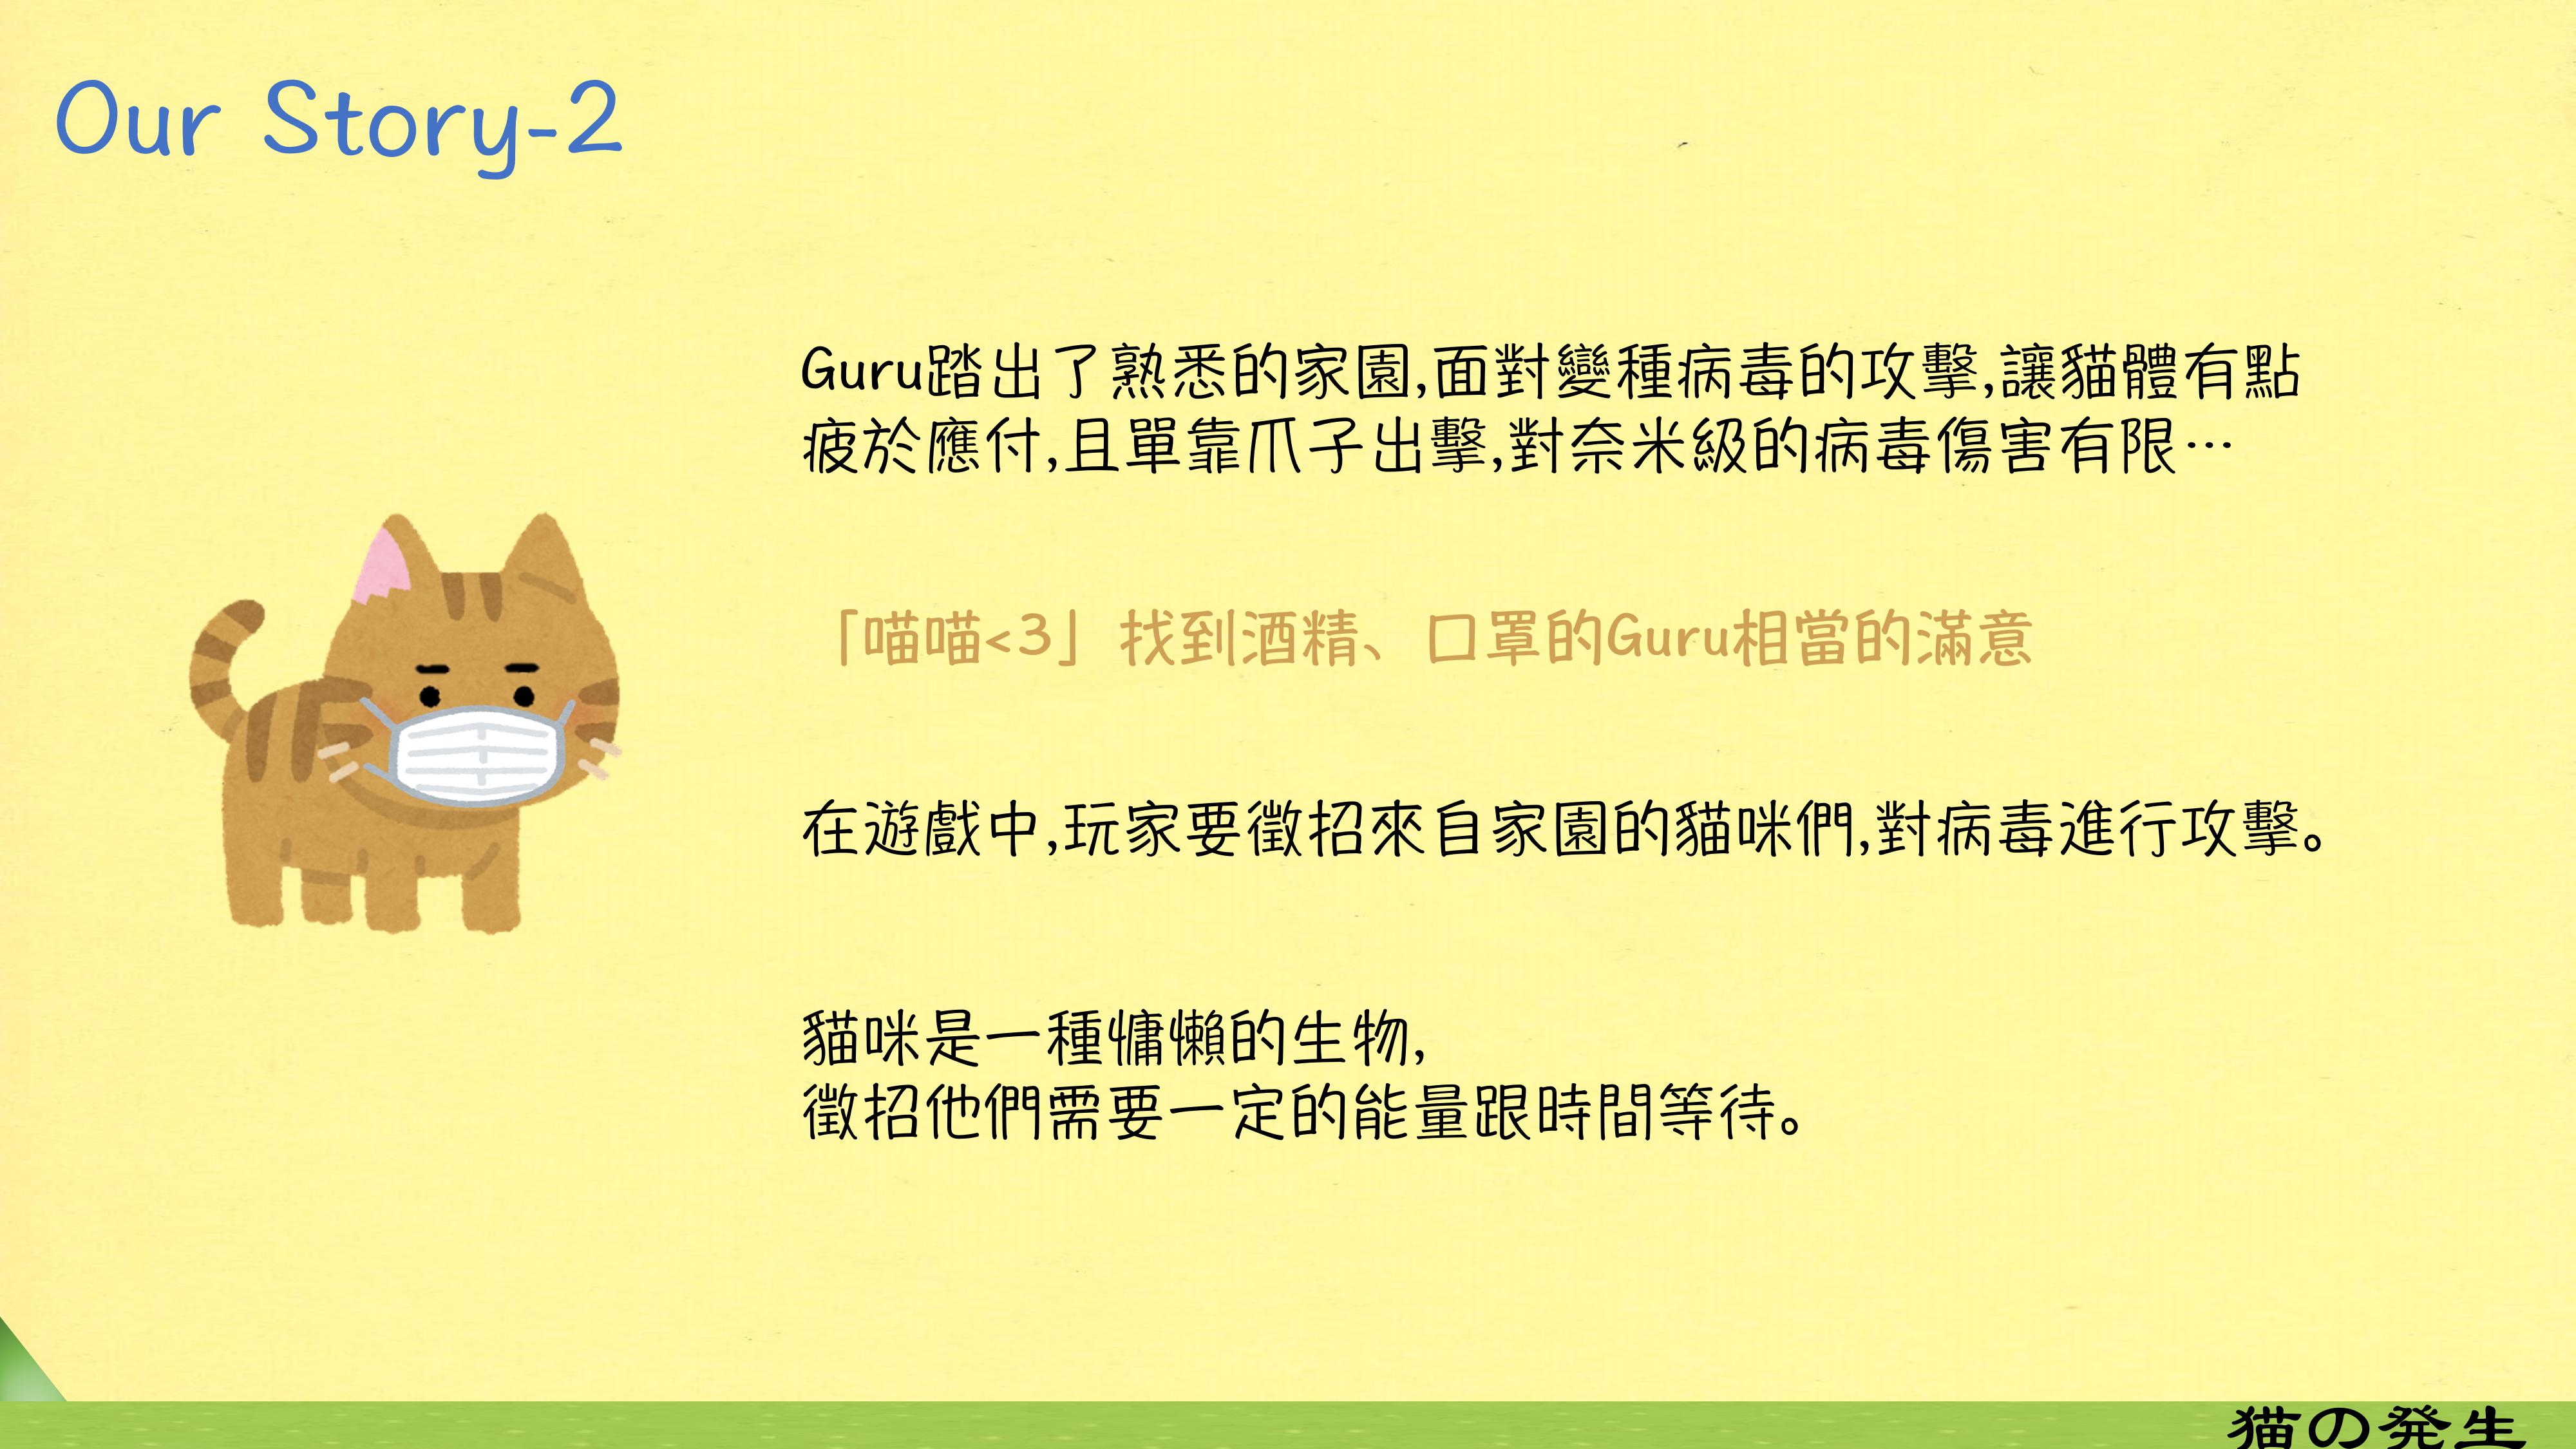 Our Story-2
Guru踏出了熟悉的家園,面對變種病毒的攻擊,讓貓體有點
疲於應付,且單靠爪子出擊,對奈米級的病毒傷害有限…
「喵喵<3」找到酒精、口罩的Guru相當的滿意
在遊戲中,玩家要徵招來自家園的貓咪們,對病毒進行攻擊。
貓咪是一種慵懶的生物,
徵招他們需要一定的能量跟時間等待。
猫の発生